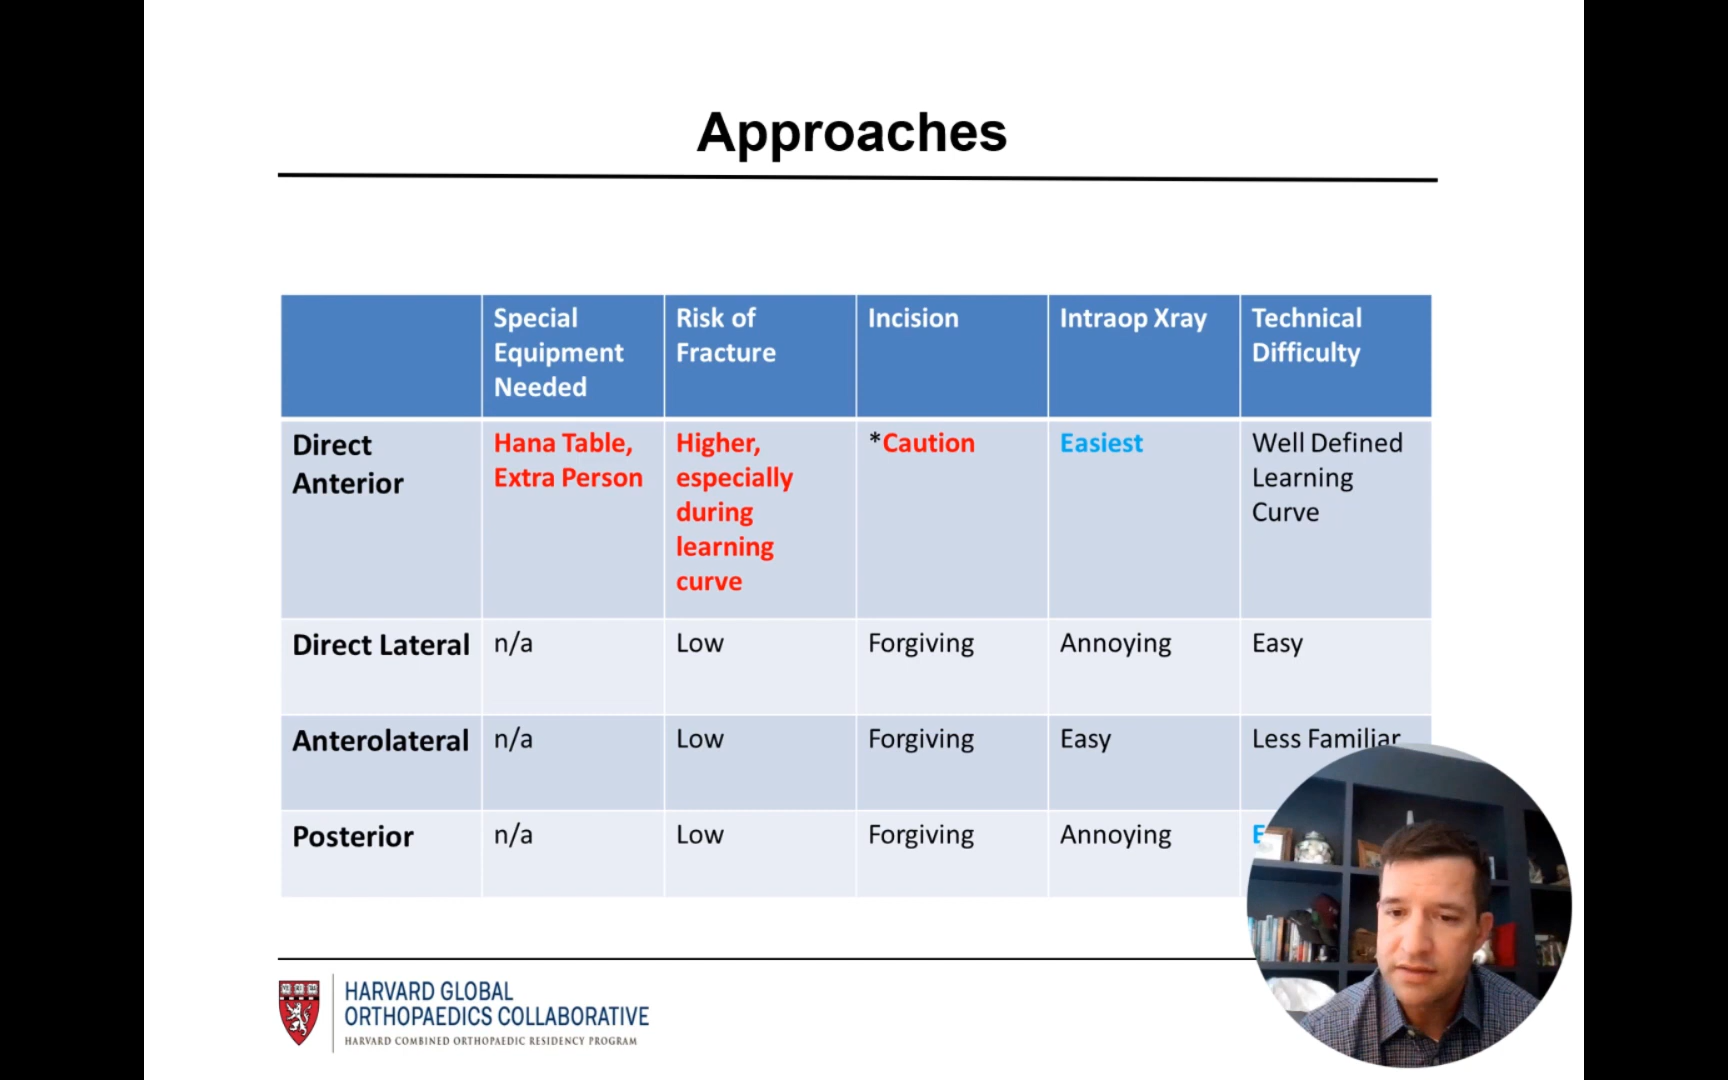 Approaches
Special
Equipment
Needed
Risk of
Fracture
Incision
Intraop Xray
Technical
Difficulty
Direct
Anterior
Hana Table,
Extra Person
Higher,
especially
during
learning
curve
*Caution
Easiest
Well Defined
Learning
Curve
Direct Lateral
n/a
Low
Forgiving
Annoying
Easy
Anterolateral
n/a
Low
Forgiving
Easy
Less Familiar
Posterior
n/a
Low
Forgiving
Annoying
HARVARD GLOBAL
ORTHOPAEDICS COLLABORATIVE
HARVARD COMBINED ORTHOPAEDIC RESIDENCY PROGRAM